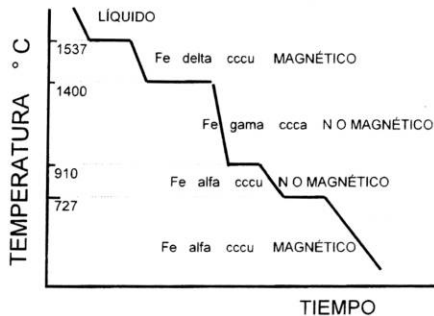 LÍQUIDO
1537
Fe delta cccu MAGNÉTICO
1400
Fe gama ccca N O MAGNÉTICO
910
Fe alfa cccu N O MAGNÉTICO
727
Fe alfa cccu MAGNÉTICO
TEMPERATURA ° C
TIEMPO